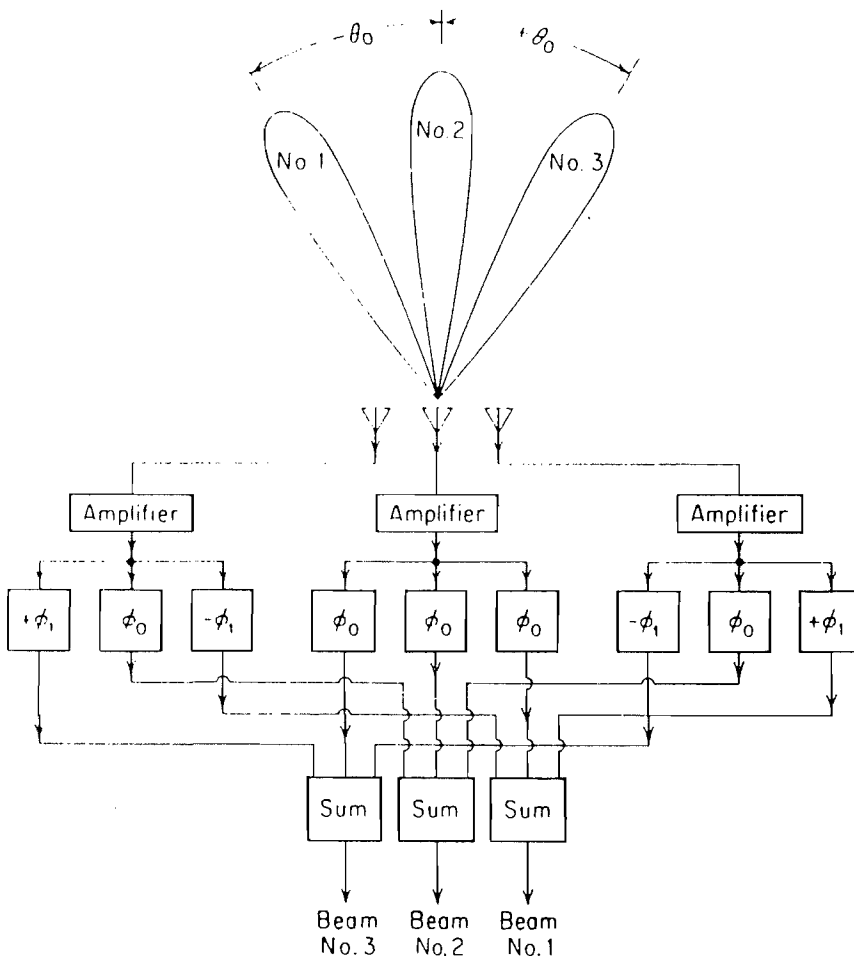 -θ₀ +θ₀
No. 2
No. 1 No. 3
Amplifier Amplifier Amplifier
+ϕ₁ ϕ₀ -ϕ₁ ϕ₀ ϕ₀ ϕ₀ -ϕ₁ ϕ₀ +ϕ₁
Sum Sum Sum
Beam Beam Beam
No. 3 No. 2 No. 1